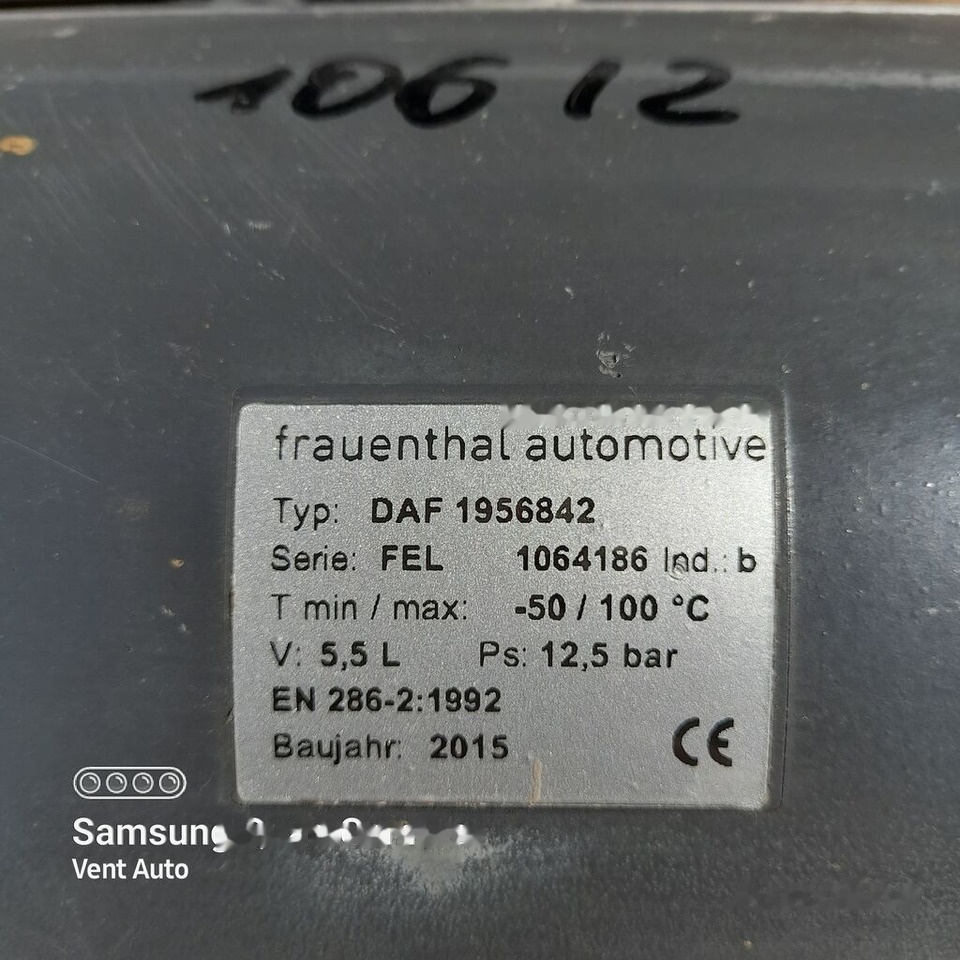 10612
frauenthal automotive
Typ: DAF 1956842
Serie: FEL 1064186 Ind.: b
T min / max: -50 / 100 °C
V: 5,5 L Ps: 12,5 bar
EN 286-2:1992
Baujahr: 2015
CE
Samsung
Vent Auto